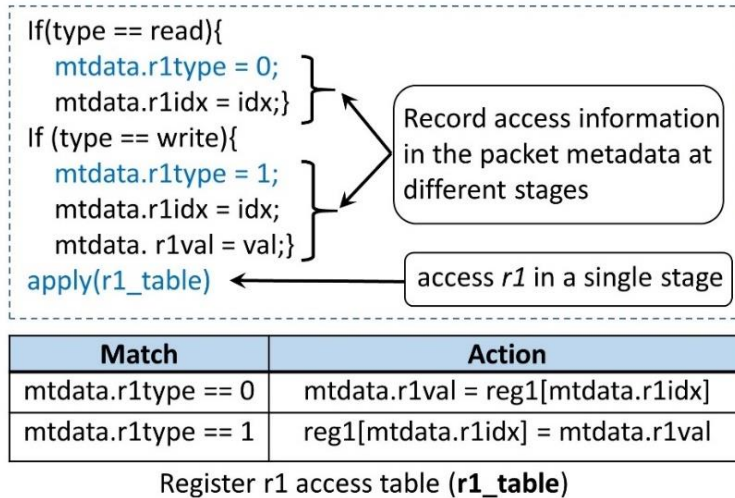 If(type == read){
mtdata.r1type = 0;
mtdata.r1idx = idx;}
If (type == write){
mtdata.r1type = 1;
mtdata.r1idx = idx;
mtdata. r1val = val;}
apply(r1_table)
Record access information
in the packet metadata at
different stages
access r1 in a single stage
Match Action
mtdata.r1type == 0 mtdata.r1val = reg1[mtdata.r1idx]
mtdata.r1type == 1 reg1[mtdata.r1idx] = mtdata.r1val
Register r1 access table (r1_table)